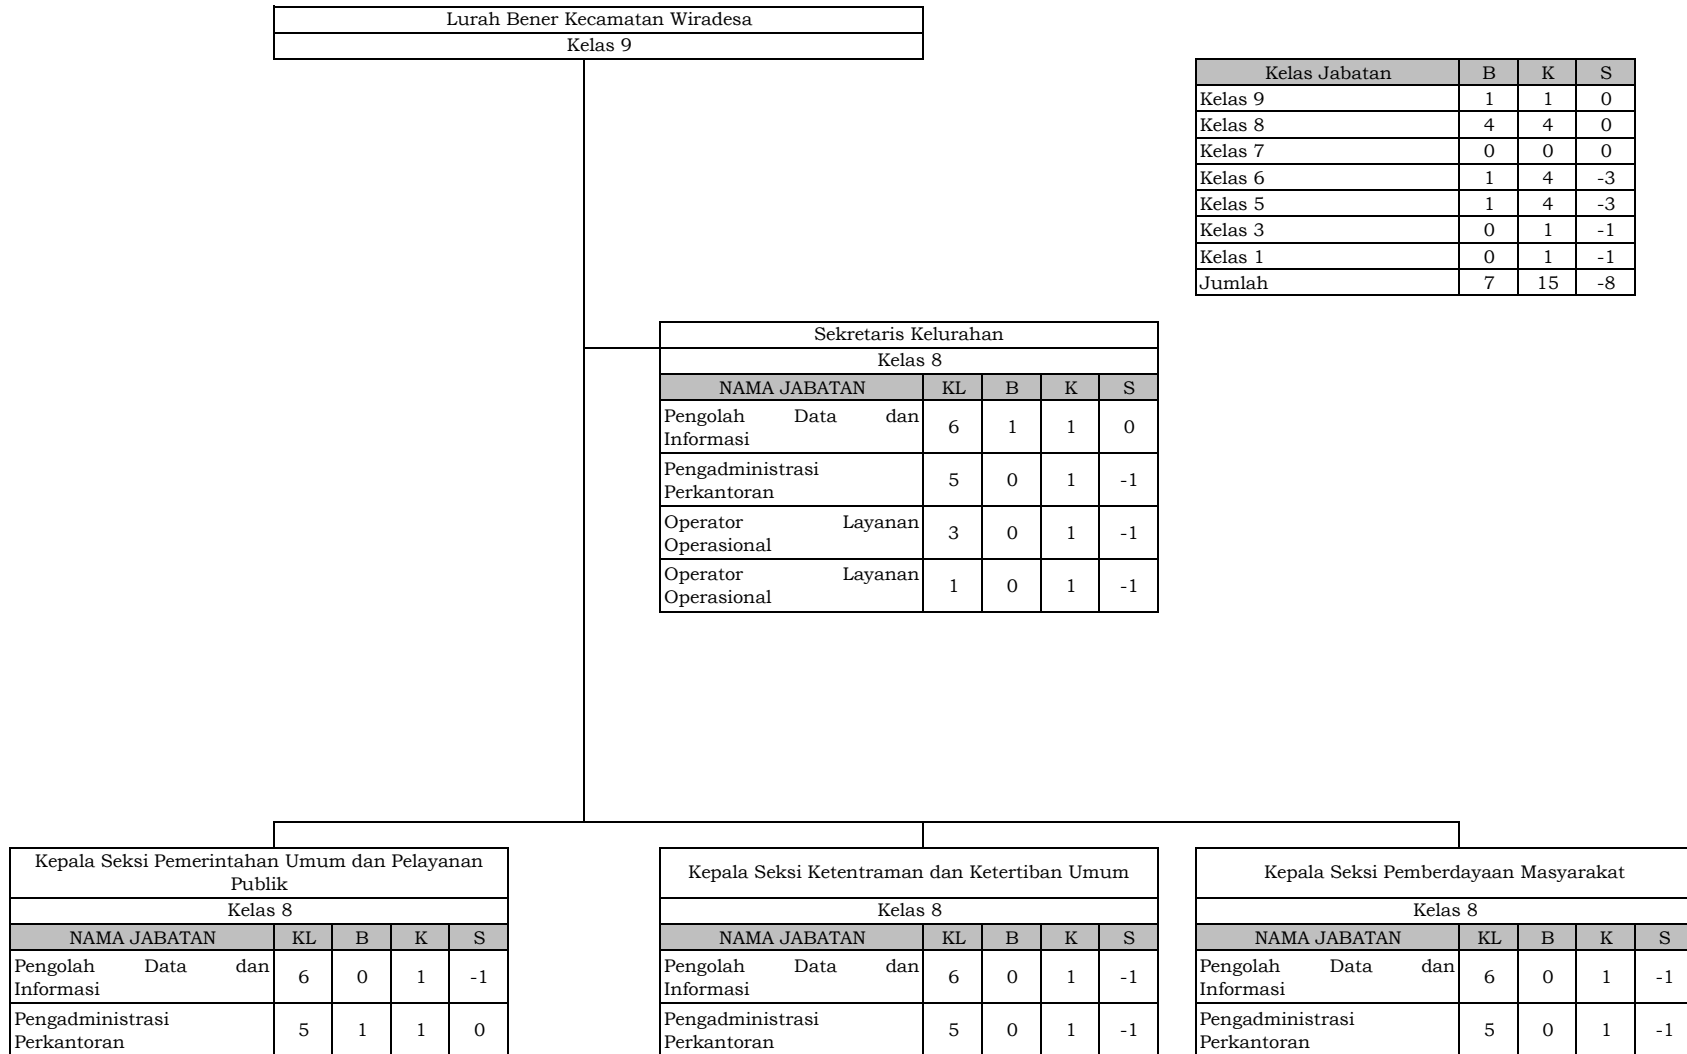 Lurah Bener Kecamatan Wiradesa
Kelas 9
Kelas Jabatan B K S
Kelas 9 1 1 0
Kelas 8 4 4 0
Kelas 7 0 0 0
Kelas 6 1 4 -3
Kelas 5 1 4 -3
Kelas 3 0 1 -1
Kelas 1 0 1 -1
Jumlah 7 15 -8
Sekretaris Kelurahan
Kelas 8
NAMA JABATAN KL B K S
Pengolah Data dan
Informasi 6 1 1 0
Pengadministrasi
Perkantoran 5 0 1 -1
Operator Layanan
Operasional 3 0 1 -1
Operator Layanan
Operasional 1 0 1 -1
Kepala Seksi Pemerintahan Umum dan Pelayanan
Publik
Kelas 8
NAMA JABATAN KL B K S
Pengolah Data dan
Informasi 6 0 1 -1
Pengadministrasi
Perkantoran 5 1 1 0
Kepala Seksi Ketentraman dan Ketertiban Umum
Kelas 8
NAMA JABATAN KL B K S
Pengolah Data dan
Informasi 6 0 1 -1
Pengadministrasi
Perkantoran 5 0 1 -1
Kepala Seksi Pemberdayaan Masyarakat
Kelas 8
NAMA JABATAN KL B K S
Pengolah Data dan
Informasi 6 0 1 -1
Pengadministrasi
Perkantoran 5 0 1 -1